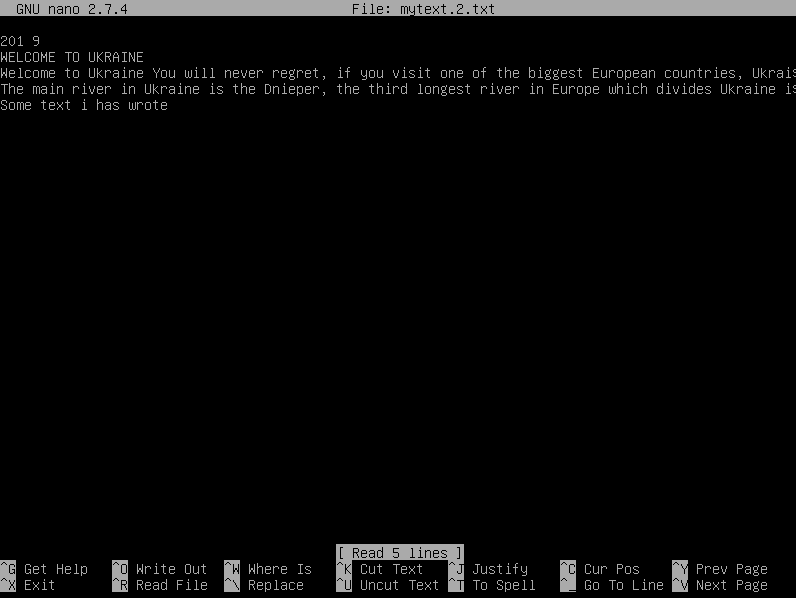 GNU nano 2.7.4 File: mytext.2.txt
201 9
WELCOME TO UKRAINE
Welcome to Ukraine You will never regret, if you visit one of the biggest European countries, Ukrai$
The main river in Ukraine is the Dnieper, the third longest river in Europe which divides Ukraine i$
Some text i has wrote
[ Read 5 lines ]
^G Get Help ^O Write Out ^W Where Is ^K Cut Text ^J Justify ^C Cur Pos ^Y Prev Page
^X Exit ^R Read File ^\ Replace ^U Uncut Text ^T To Spell ^_ Go To Line ^V Next Page